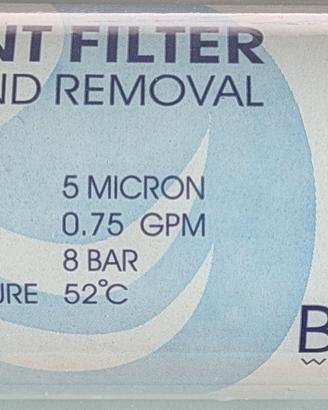 NT FILTER
ND REMOVAL
5 MICRON
0.75 GPM
8 BAR
URE 52°C
B